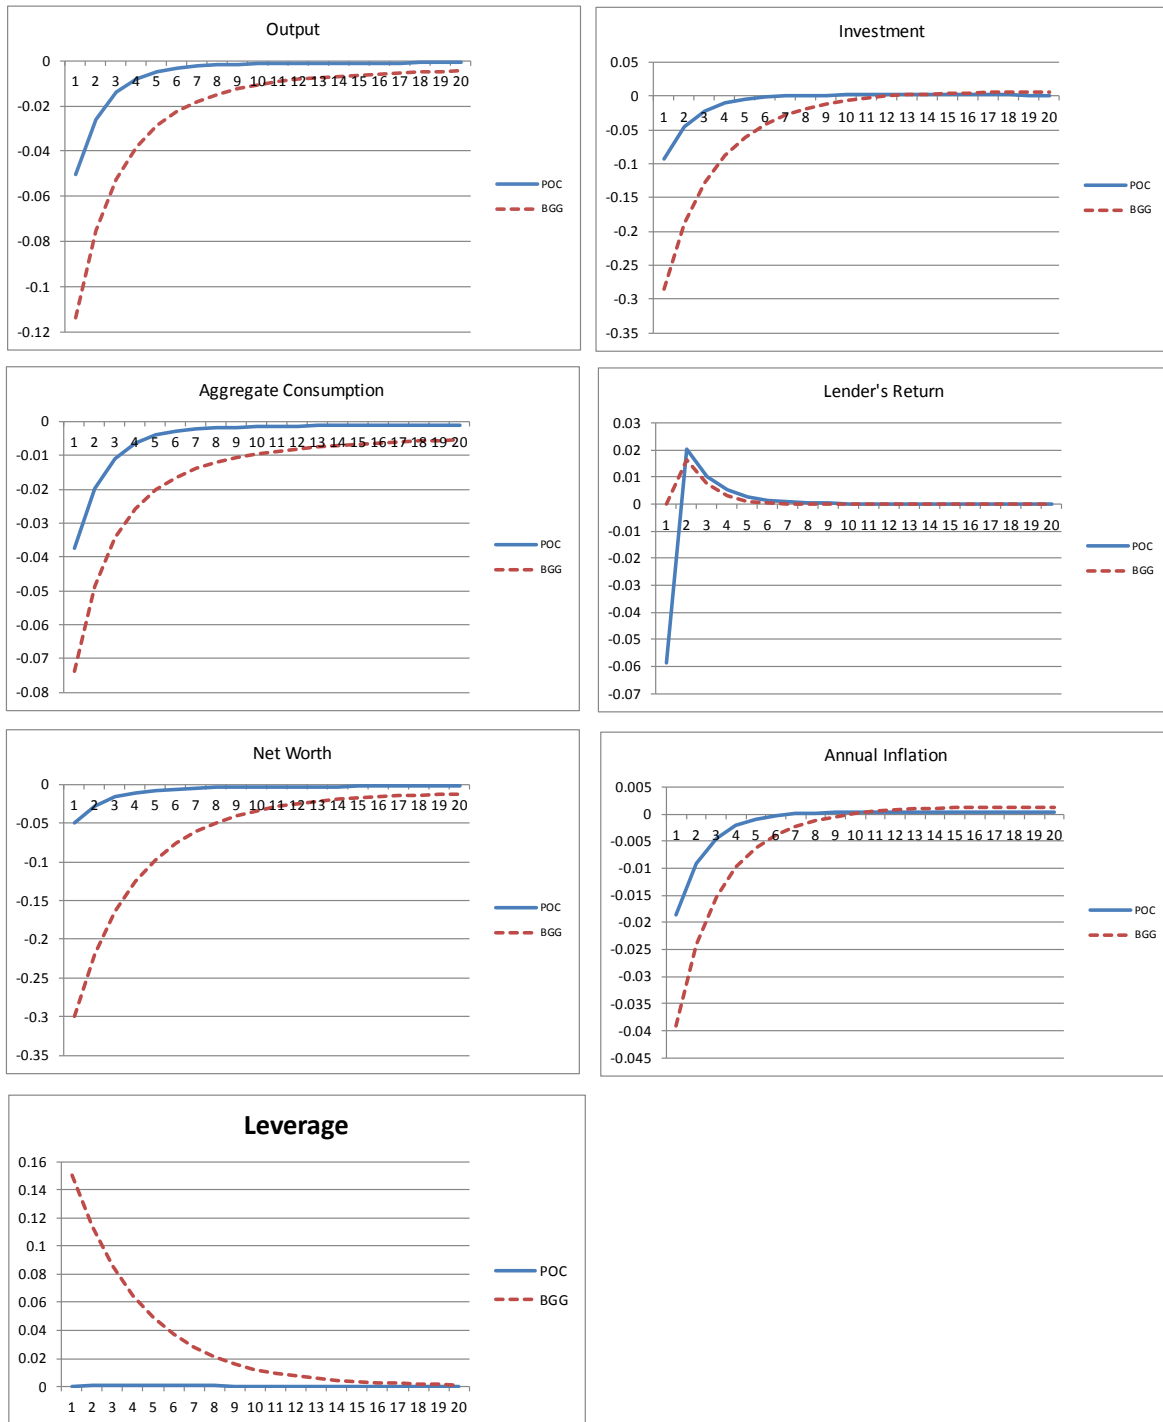 Output
0
1 2 3 4 5 6 7 8 9 10 11 12 13 14 15 16 17 18 19 20
-0.02
-0.04
-0.06
-0.08
-0.1
-0.12
POC
BGG
Investment
0.05
0
1 2 3 4 5 6 7 8 9 10 11 12 13 14 15 16 17 18 19 20
-0.05
-0.1
-0.15
-0.2
-0.25
-0.3
-0.35
POC
BGG
Aggregate Consumption
0
1 2 3 4 5 6 7 8 9 10 11 12 13 14 15 16 17 18 19 20
-0.01
-0.02
-0.03
-0.04
-0.05
-0.06
-0.07
-0.08
POC
BGG
Lender's Return
0.03
0.02
0.01
0
1 2 3 4 5 6 7 8 9 10 11 12 13 14 15 16 17 18 19 20
-0.01
-0.02
-0.03
-0.04
-0.05
-0.06
-0.07
POC
BGG
Net Worth
0
1 2 3 4 5 6 7 8 9 10 11 12 13 14 15 16 17 18 19 20
-0.05
-0.1
-0.15
-0.2
-0.25
-0.3
-0.35
POC
BGG
Annual Inflation
0.005
0
1 2 3 4 5 6 7 8 9 10 11 12 13 14 15 16 17 18 19 20
-0.005
-0.01
-0.015
-0.02
-0.025
-0.03
-0.035
-0.04
-0.045
POC
BGG
Leverage
0.16
0.14
0.12
0.1
0.08
0.06
0.04
0.02
0
1 2 3 4 5 6 7 8 9 10 11 12 13 14 15 16 17 18 19 20
POC
BGG